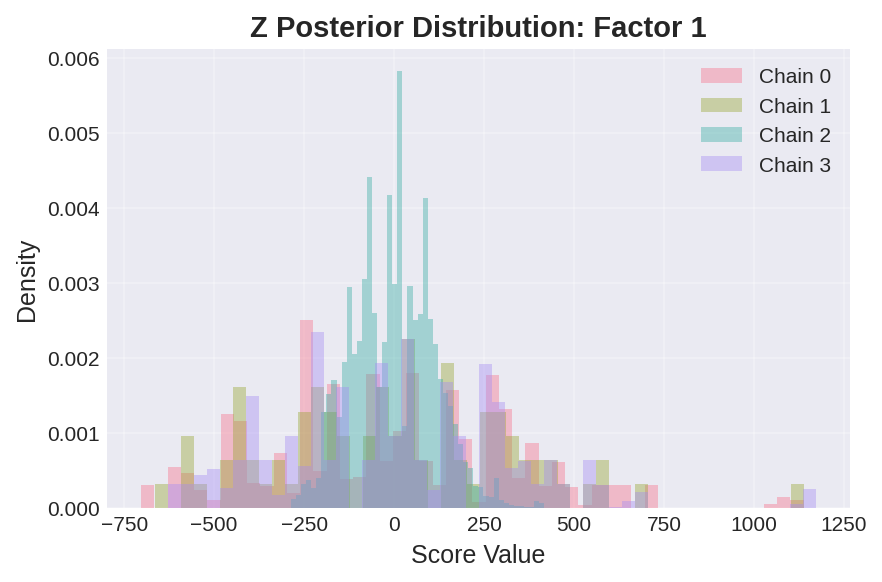 Z Posterior Distribution: Factor 1
0.006
0.005
0.004
0.003
0.002
0.001
0.000
Density
Chain 0
Chain 1
Chain 2
Chain 3
−750 −500 −250 0 250 500 750 1000 1250
Score Value